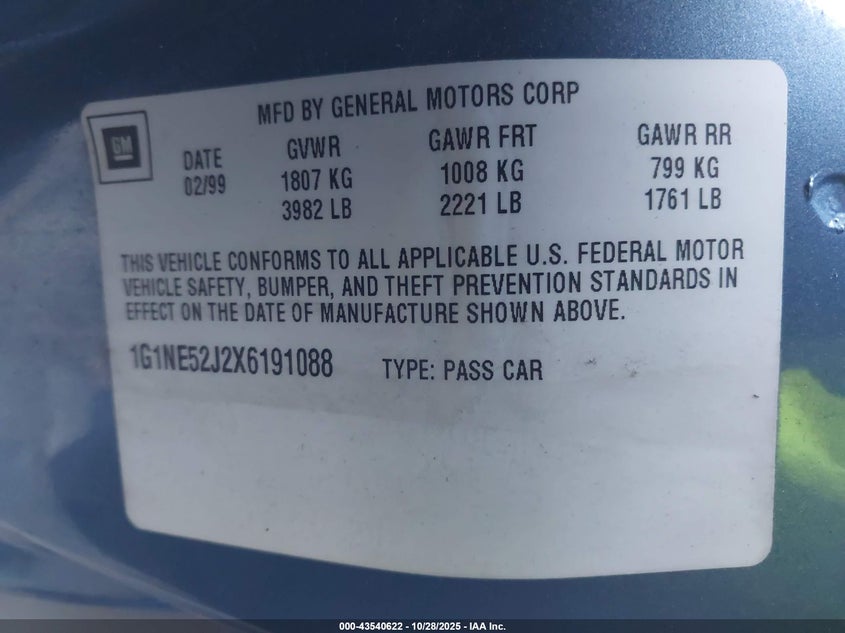 MFD BY GENERAL MOTORS CORP
GM
DATE GVWR GAWR FRT GAWR RR
02/99 1807 KG 1008 KG 799 KG
3982 LB 2221 LB 1761 LB
THIS VEHICLE CONFORMS TO ALL APPLICABLE U.S. FEDERAL MOTOR
VEHICLE SAFETY, BUMPER, AND THEFT PREVENTION STANDARDS IN
EFFECT ON THE DATE OF MANUFACTURE SHOWN ABOVE.
1G1NE52J2X6191088 TYPE: PASS CAR
000-43540622 - 10/28/2025 - IAA Inc.